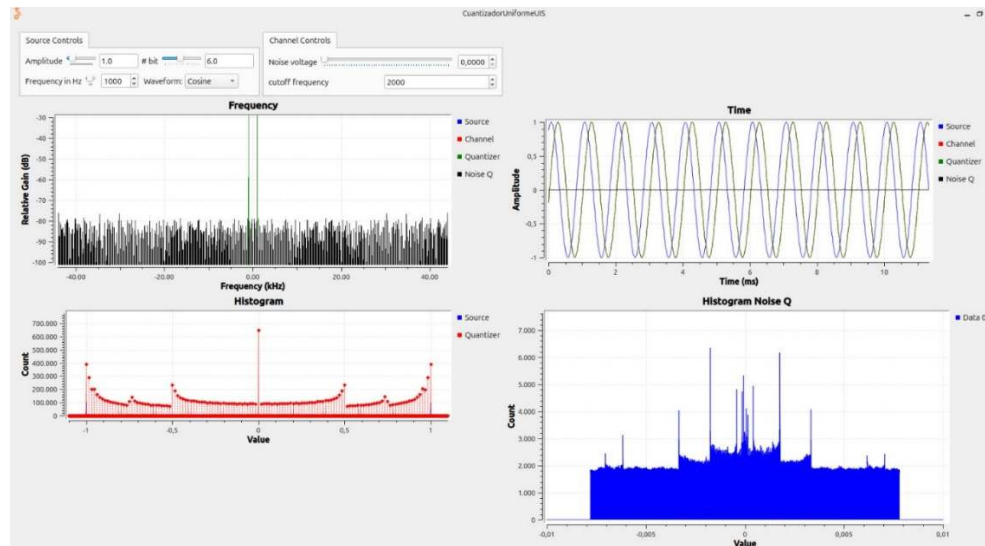 CuantizadorUniformeUIS
Source Controls
Amplitude 1.0 # bit 6.0
Frequency in Hz 1000 Waveform: Cosine
Channel Controls
Noise voltage 0,0000
cutoff frequency 2000
Frequency
-30
-40
-50
-60
-70
-80
-90
-100
Relative Gain (dB)
-40.00 -20.00 0.00 20.00 40.00
Frequency (kHz)
Source
Channel
Quantizer
Noise Q
Time
1
0,5
0
-0,5
-1
Amplitude
0 2 4 6 8 10
Time (ms)
Source
Channel
Quantizer
Noise Q
Histogram
700.000
600.000
500.000
400.000
300.000
200.000
100.000
0
Count
-1 -0,5 0 0,5 1
Value
Source
Quantizer
Histogram Noise Q
7.000
6.000
5.000
4.000
3.000
2.000
1.000
0
Count
-0,01 -0,005 0 0,005 0,01
Value
Data 0